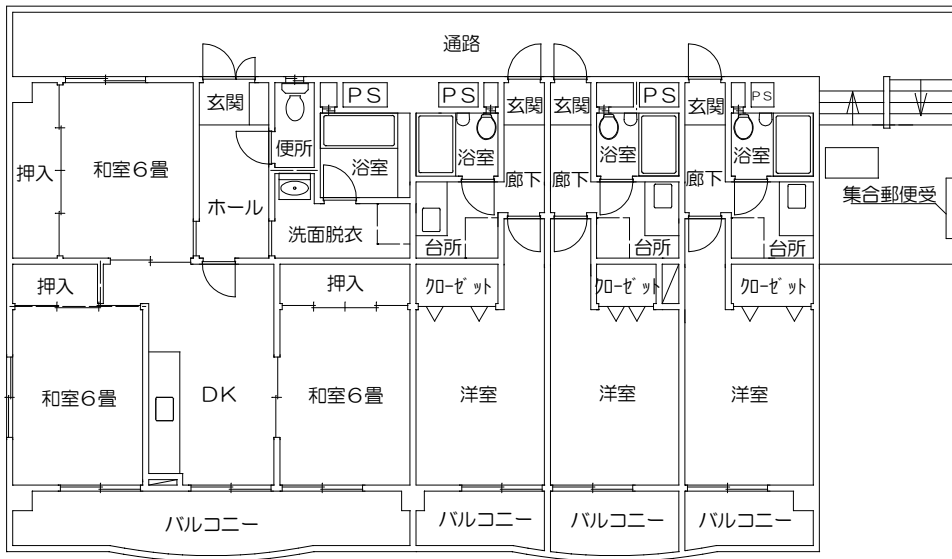 通路
玄関
便所
PS
PS
玄関
玄関
PS
玄関
PS
押入
和室6畳
浴室
浴室
浴室
浴室
ホール
廊下
廊下
廊下
集合郵便受
洗面脱衣
台所
台所
台所
押入
押入
クローゼット
クローゼット
クローゼット
和室6畳
DK
和室6畳
洋室
洋室
洋室
バルコニー
バルコニー
バルコニー
バルコニー